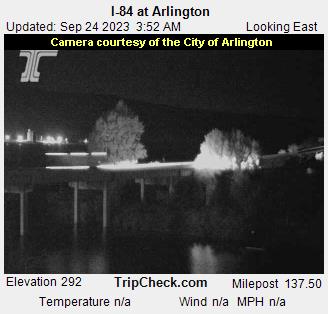 I-84 at Arlington
Updated: Sep 24 2023 3:52 AM Looking East
Camera courtesy of the City of Arlington
Elevation 292 TripCheck.com Milepost 137.50
Temperature n/a Wind n/a MPH n/a